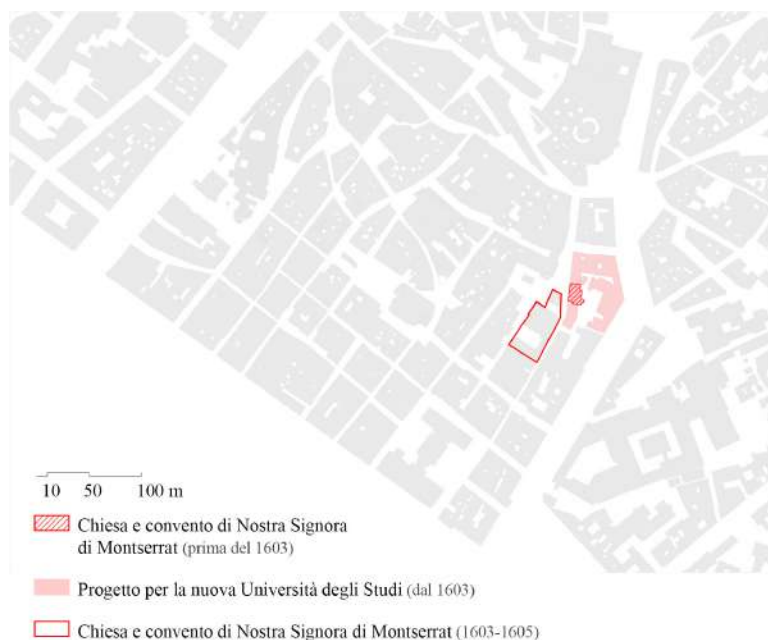 10 50 100 m
Chiesa e convento di Nostra Signora
di Montserrat (prima del 1603)
Progetto per la nuova Università degli Studi (dal 1603)
Chiesa e convento di Nostra Signora di Montserrat (1603-1605)